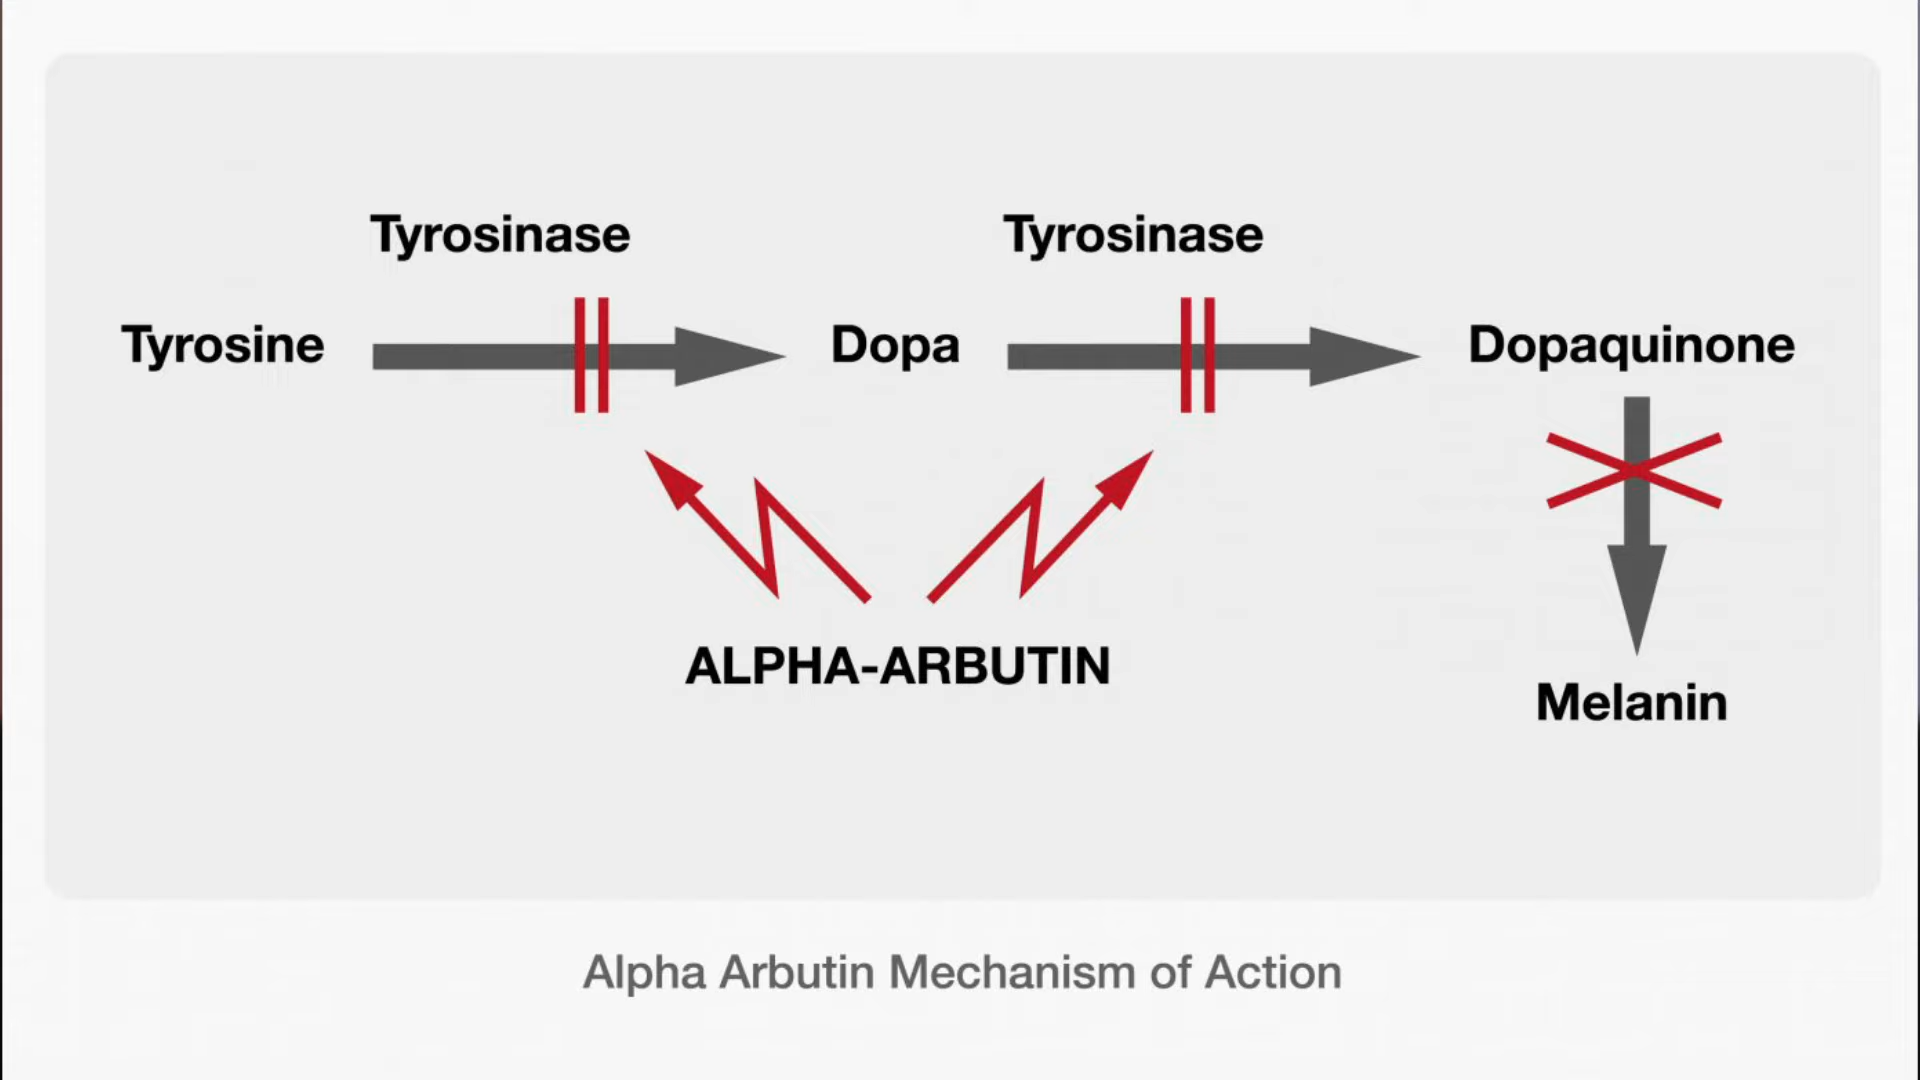 Tyrosinase Tyrosinase
Tyrosine Dopa Dopaquinone
ALPHA-ARBUTIN
Melanin
Alpha Arbutin Mechanism of Action